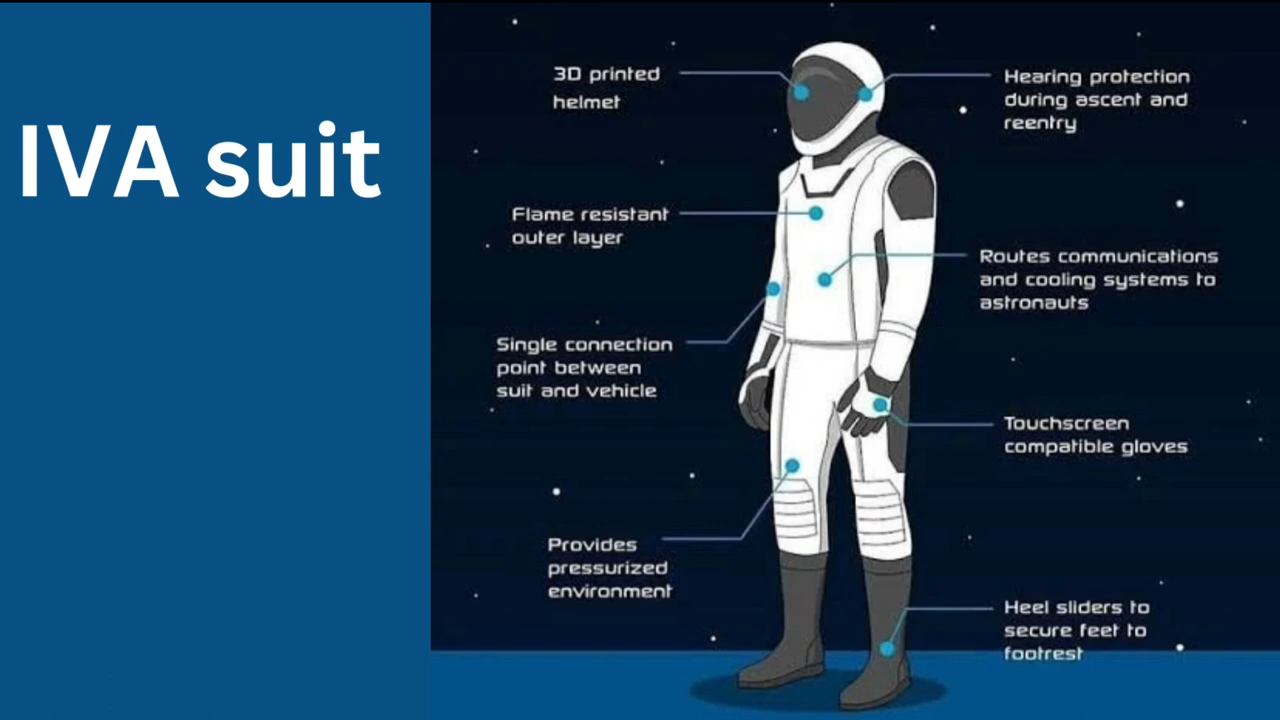 IVA suit
3D printed
helmet
Hearing protection
during ascent and
reentry
Flame resistant
outer layer
Routes communications
and cooling systems to
astronauts
Single connection
point between
suit and vehicle
Touchscreen
compatible gloves
Provides
pressurized
environment
Heel sliders to
secure feet to
footrest